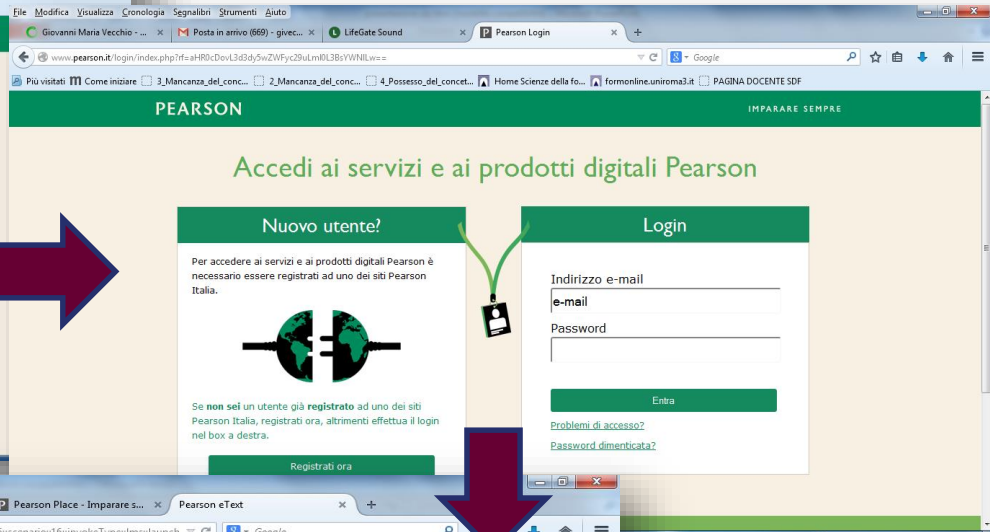 File Modifica Visualizza Cronologia Segnalibri Strumenti Aiuto
Giovanni Maria Vecchio - ... × Posta in arrivo (669) - givec... × LifeGate Sound × Pearson Login × +
www.pearson.it/login/index.php?rf=aHR0cDovL3d3dy5wZWFyc29uLml0L3BsYWNlLw== Google
Più visitati Come iniziare 3_Mancanza_del_conc... 2_Mancanza_del_conc... 4_Possesso_del_concet... Home Scienze della fo... formonline.uniroma3.it PAGINA DOCENTE SDF
PEARSON IMPARARE SEMPRE
Accedi ai servizi e ai prodotti digitali Pearson
Nuovo utente?
Per accedere ai servizi e ai prodotti digitali Pearson è
necessario essere registrati ad uno dei siti Pearson
Italia.
Se non sei un utente già registrato ad uno dei siti
Pearson Italia, registrati ora, altrimenti effettua il login
nel box a destra.
Registrati ora
Login
Indirizzo e-mail
e-mail
Password
Entra
Problemi di accesso?
Password dimenticata?
Pearson Place - Imparare s... × Pearson eText × +
Google